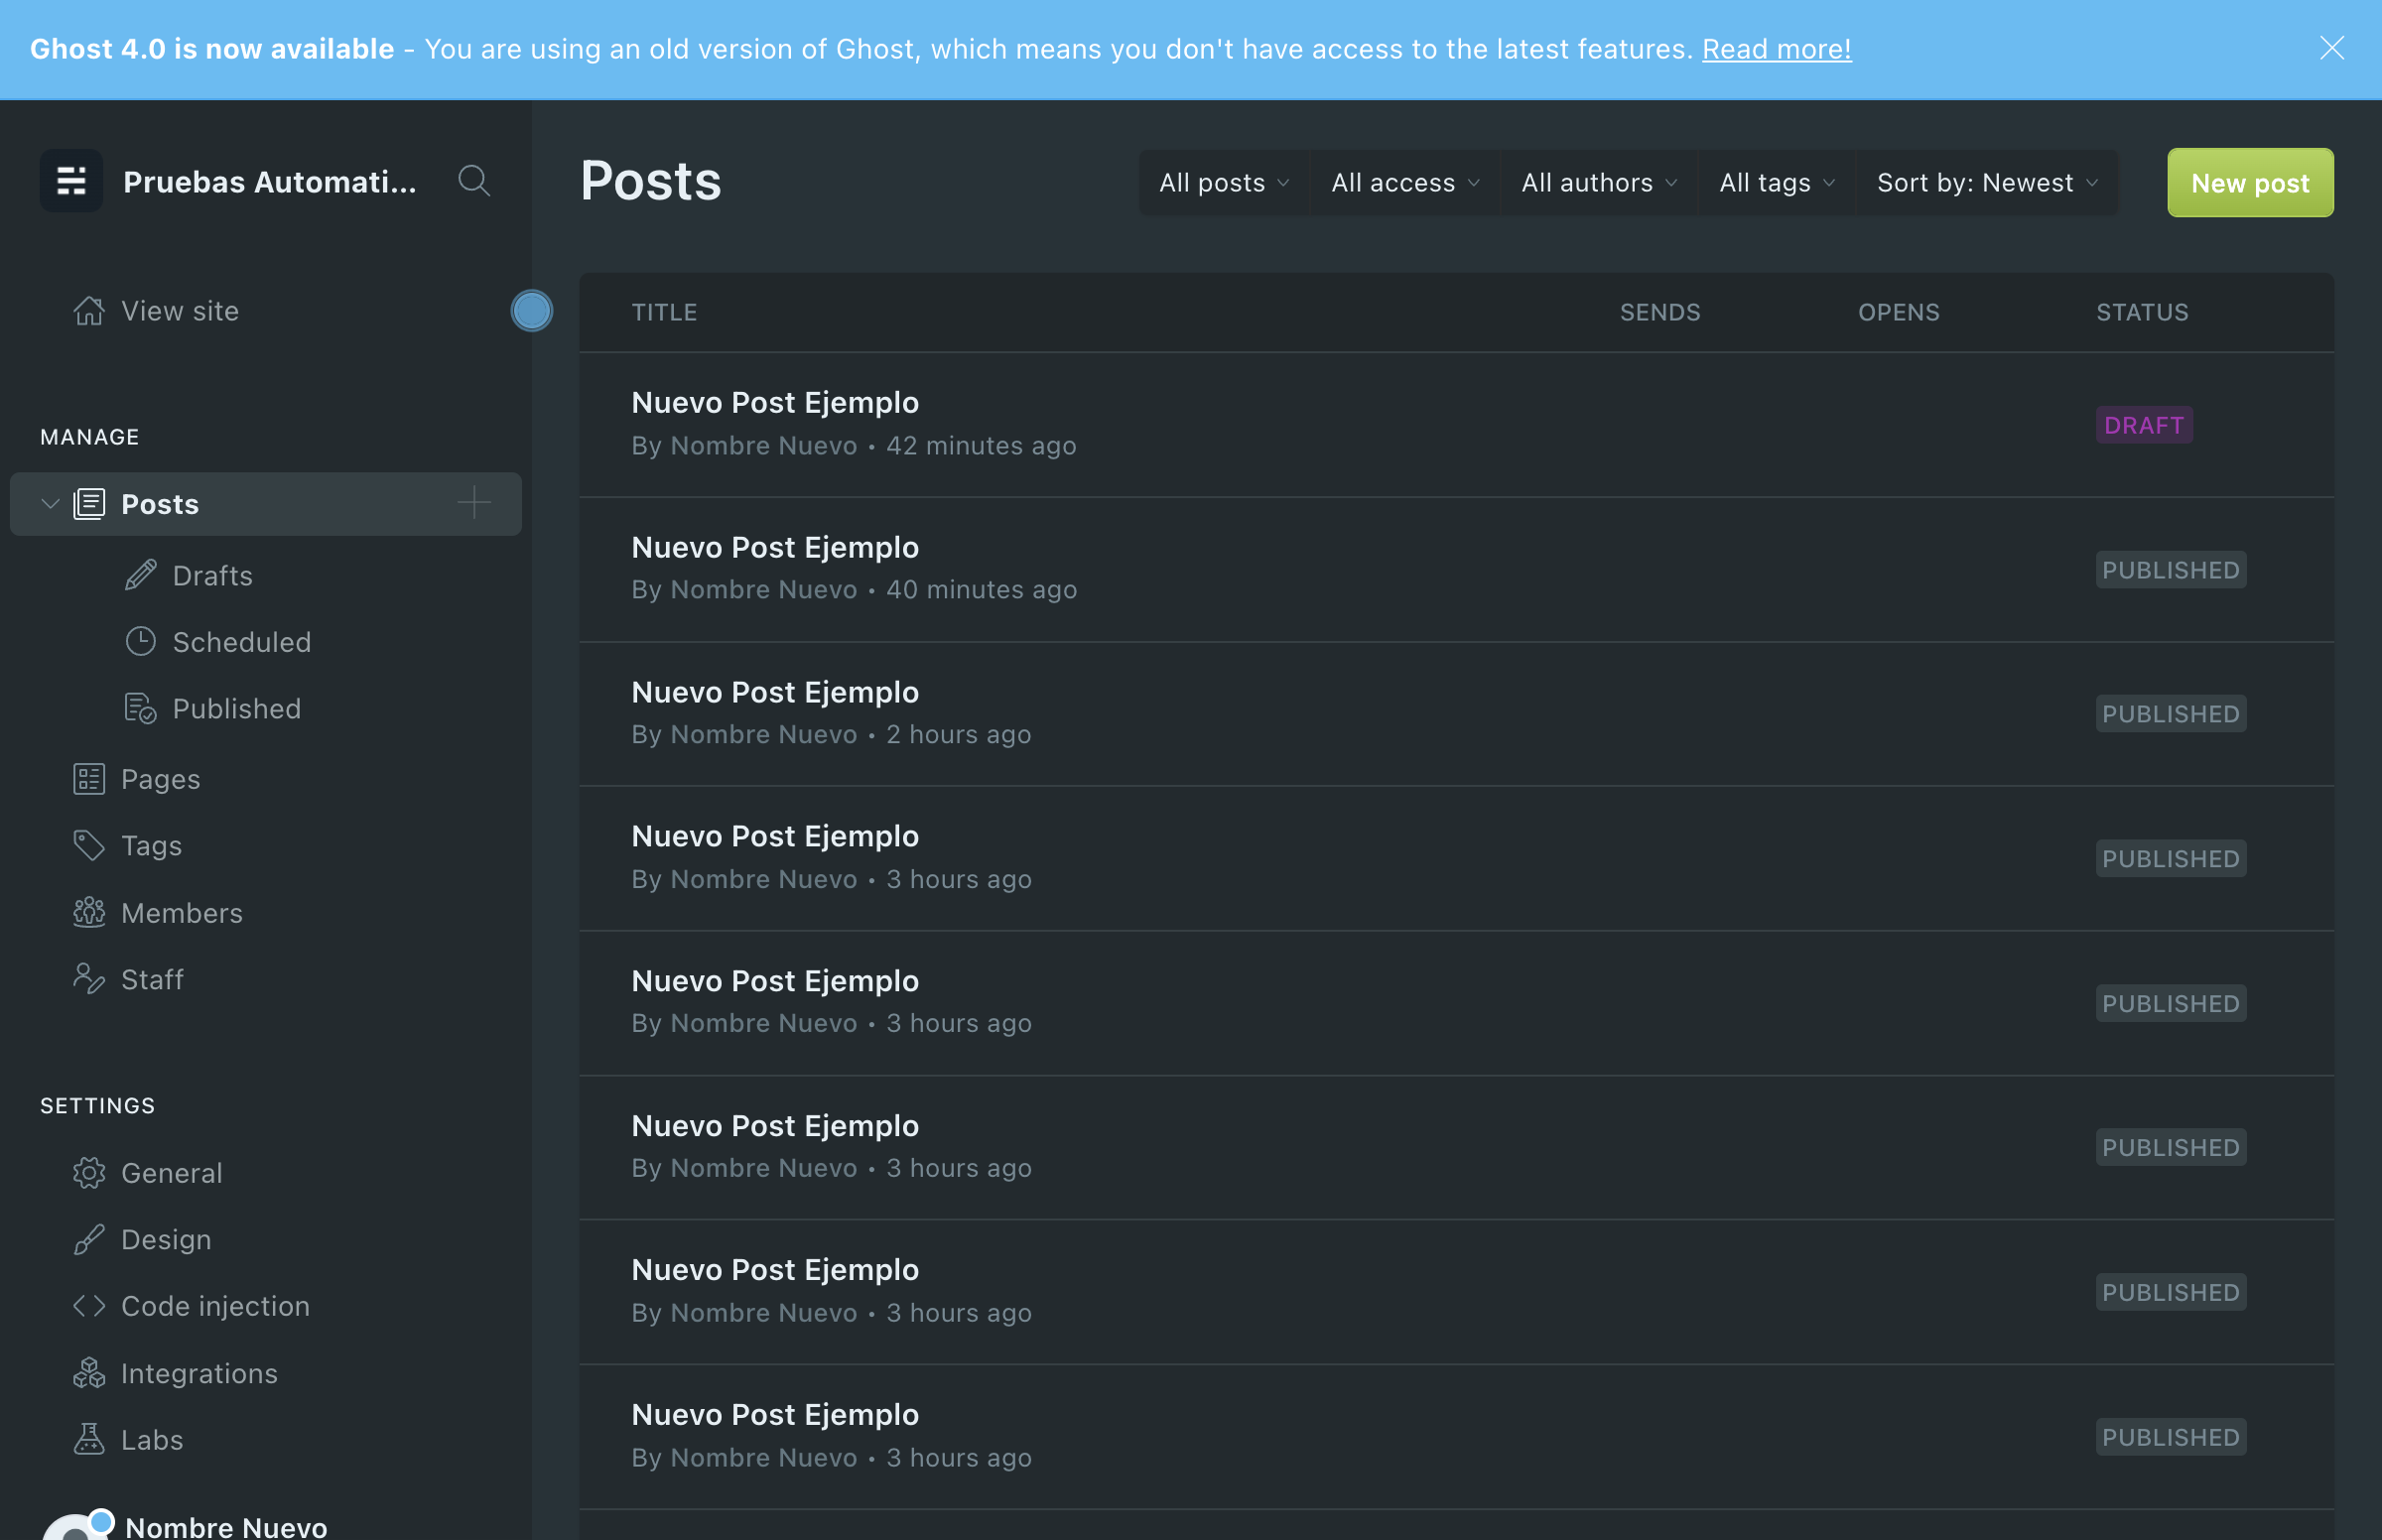 Ghost 4.0 is now available - You are using an old version of Ghost, which means you don't have access to the latest features. Read more!
Pruebas Automati...
View site
MANAGE
Posts
Drafts
Scheduled
Published
Pages
Tags
Members
Staff
SETTINGS
General
Design
Code injection
Integrations
Labs
Nombre Nuevo
Posts
All posts
All access
All authors
All tags
Sort by: Newest
New post
TITLE SENDS OPENS STATUS
Nuevo Post Ejemplo
By Nombre Nuevo • 42 minutes ago
DRAFT
Nuevo Post Ejemplo
By Nombre Nuevo • 40 minutes ago
PUBLISHED
Nuevo Post Ejemplo
By Nombre Nuevo • 2 hours ago
PUBLISHED
Nuevo Post Ejemplo
By Nombre Nuevo • 3 hours ago
PUBLISHED
Nuevo Post Ejemplo
By Nombre Nuevo • 3 hours ago
PUBLISHED
Nuevo Post Ejemplo
By Nombre Nuevo • 3 hours ago
PUBLISHED
Nuevo Post Ejemplo
By Nombre Nuevo • 3 hours ago
PUBLISHED
Nuevo Post Ejemplo
By Nombre Nuevo • 3 hours ago
PUBLISHED